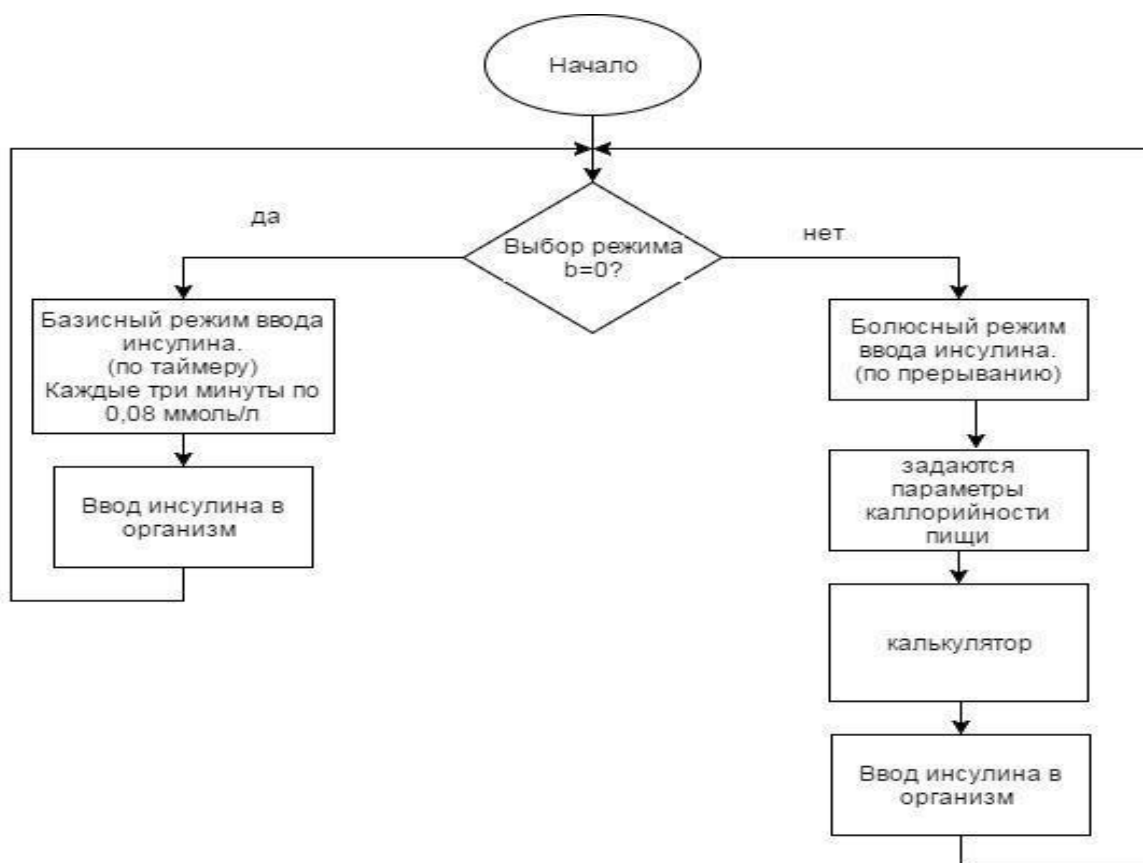 Начало
да
Выбор режима
b=0?
нет
Базисный режим ввода
инсулина.
(по таймеру)
Каждые три минуты по
0,08 ммоль/л
Ввод инсулина в
организм
Болюсный режим
ввода инсулина.
(по прерыванию)
задаются
параметры
каллорийности
пищи
калькулятор
Ввод инсулина в
организм